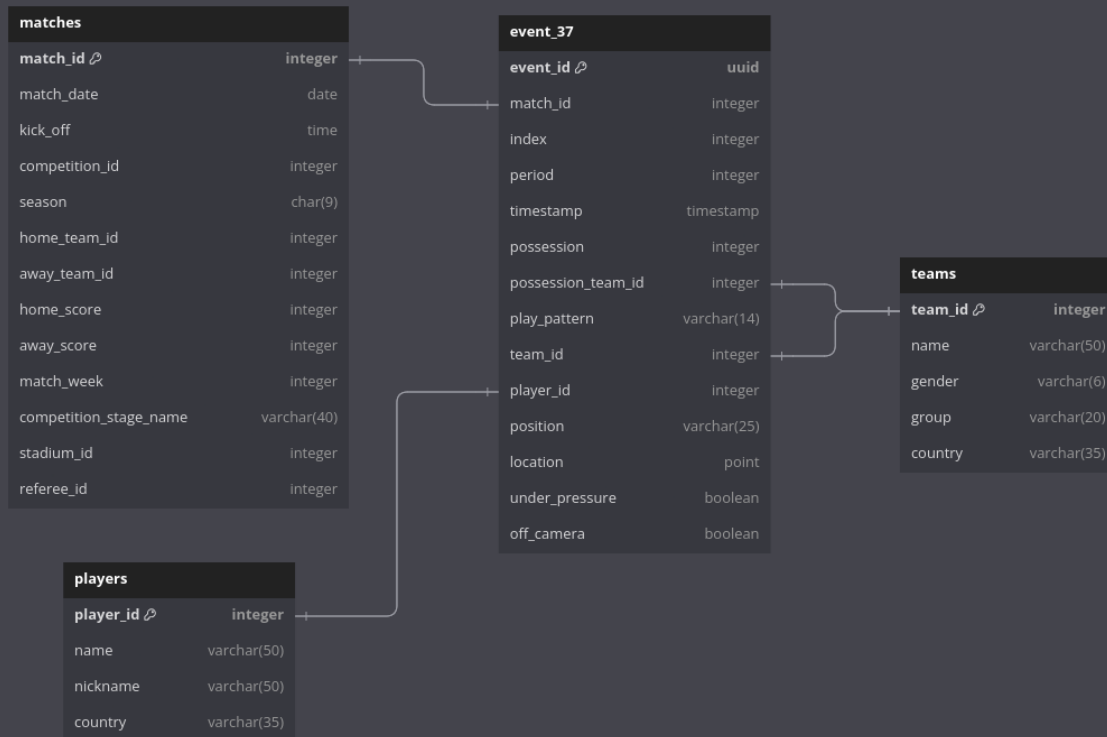 matches
match_id integer
match_date date
kick_off time
competition_id integer
season char(9)
home_team_id integer
away_team_id integer
home_score integer
away_score integer
match_week integer
competition_stage_name varchar(40)
stadium_id integer
referee_id integer
event_37
event_id uuid
match_id integer
index integer
period integer
timestamp timestamp
possession integer
possession_team_id integer
play_pattern varchar(14)
team_id integer
player_id integer
position varchar(25)
location point
under_pressure boolean
off_camera boolean
teams
team_id integer
name varchar(50)
gender varchar(6)
group varchar(20)
country varchar(35)
players
player_id integer
name varchar(50)
nickname varchar(50)
country varchar(35)